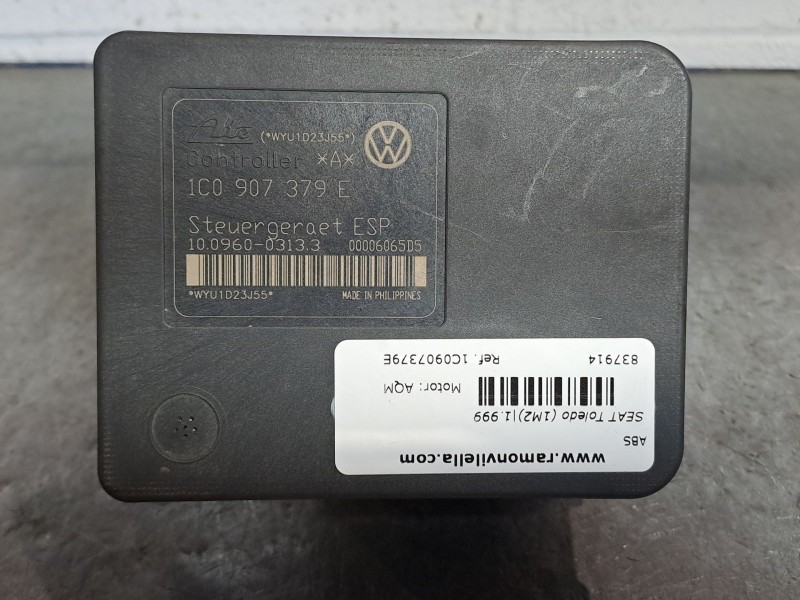 Ate (*WYU1D23J55*)
Controller *A*
1C0 907 379 E
Steuergeraet ESP
10.0960-0313.3 00006065D5
*WYU1D23J55* MADE IN PHILIPPINES
www.ramonvilella.com
ABS
SEAT Toledo (1M2)|1.999
Motor: AQM
837914 Ref. 1C0907379E